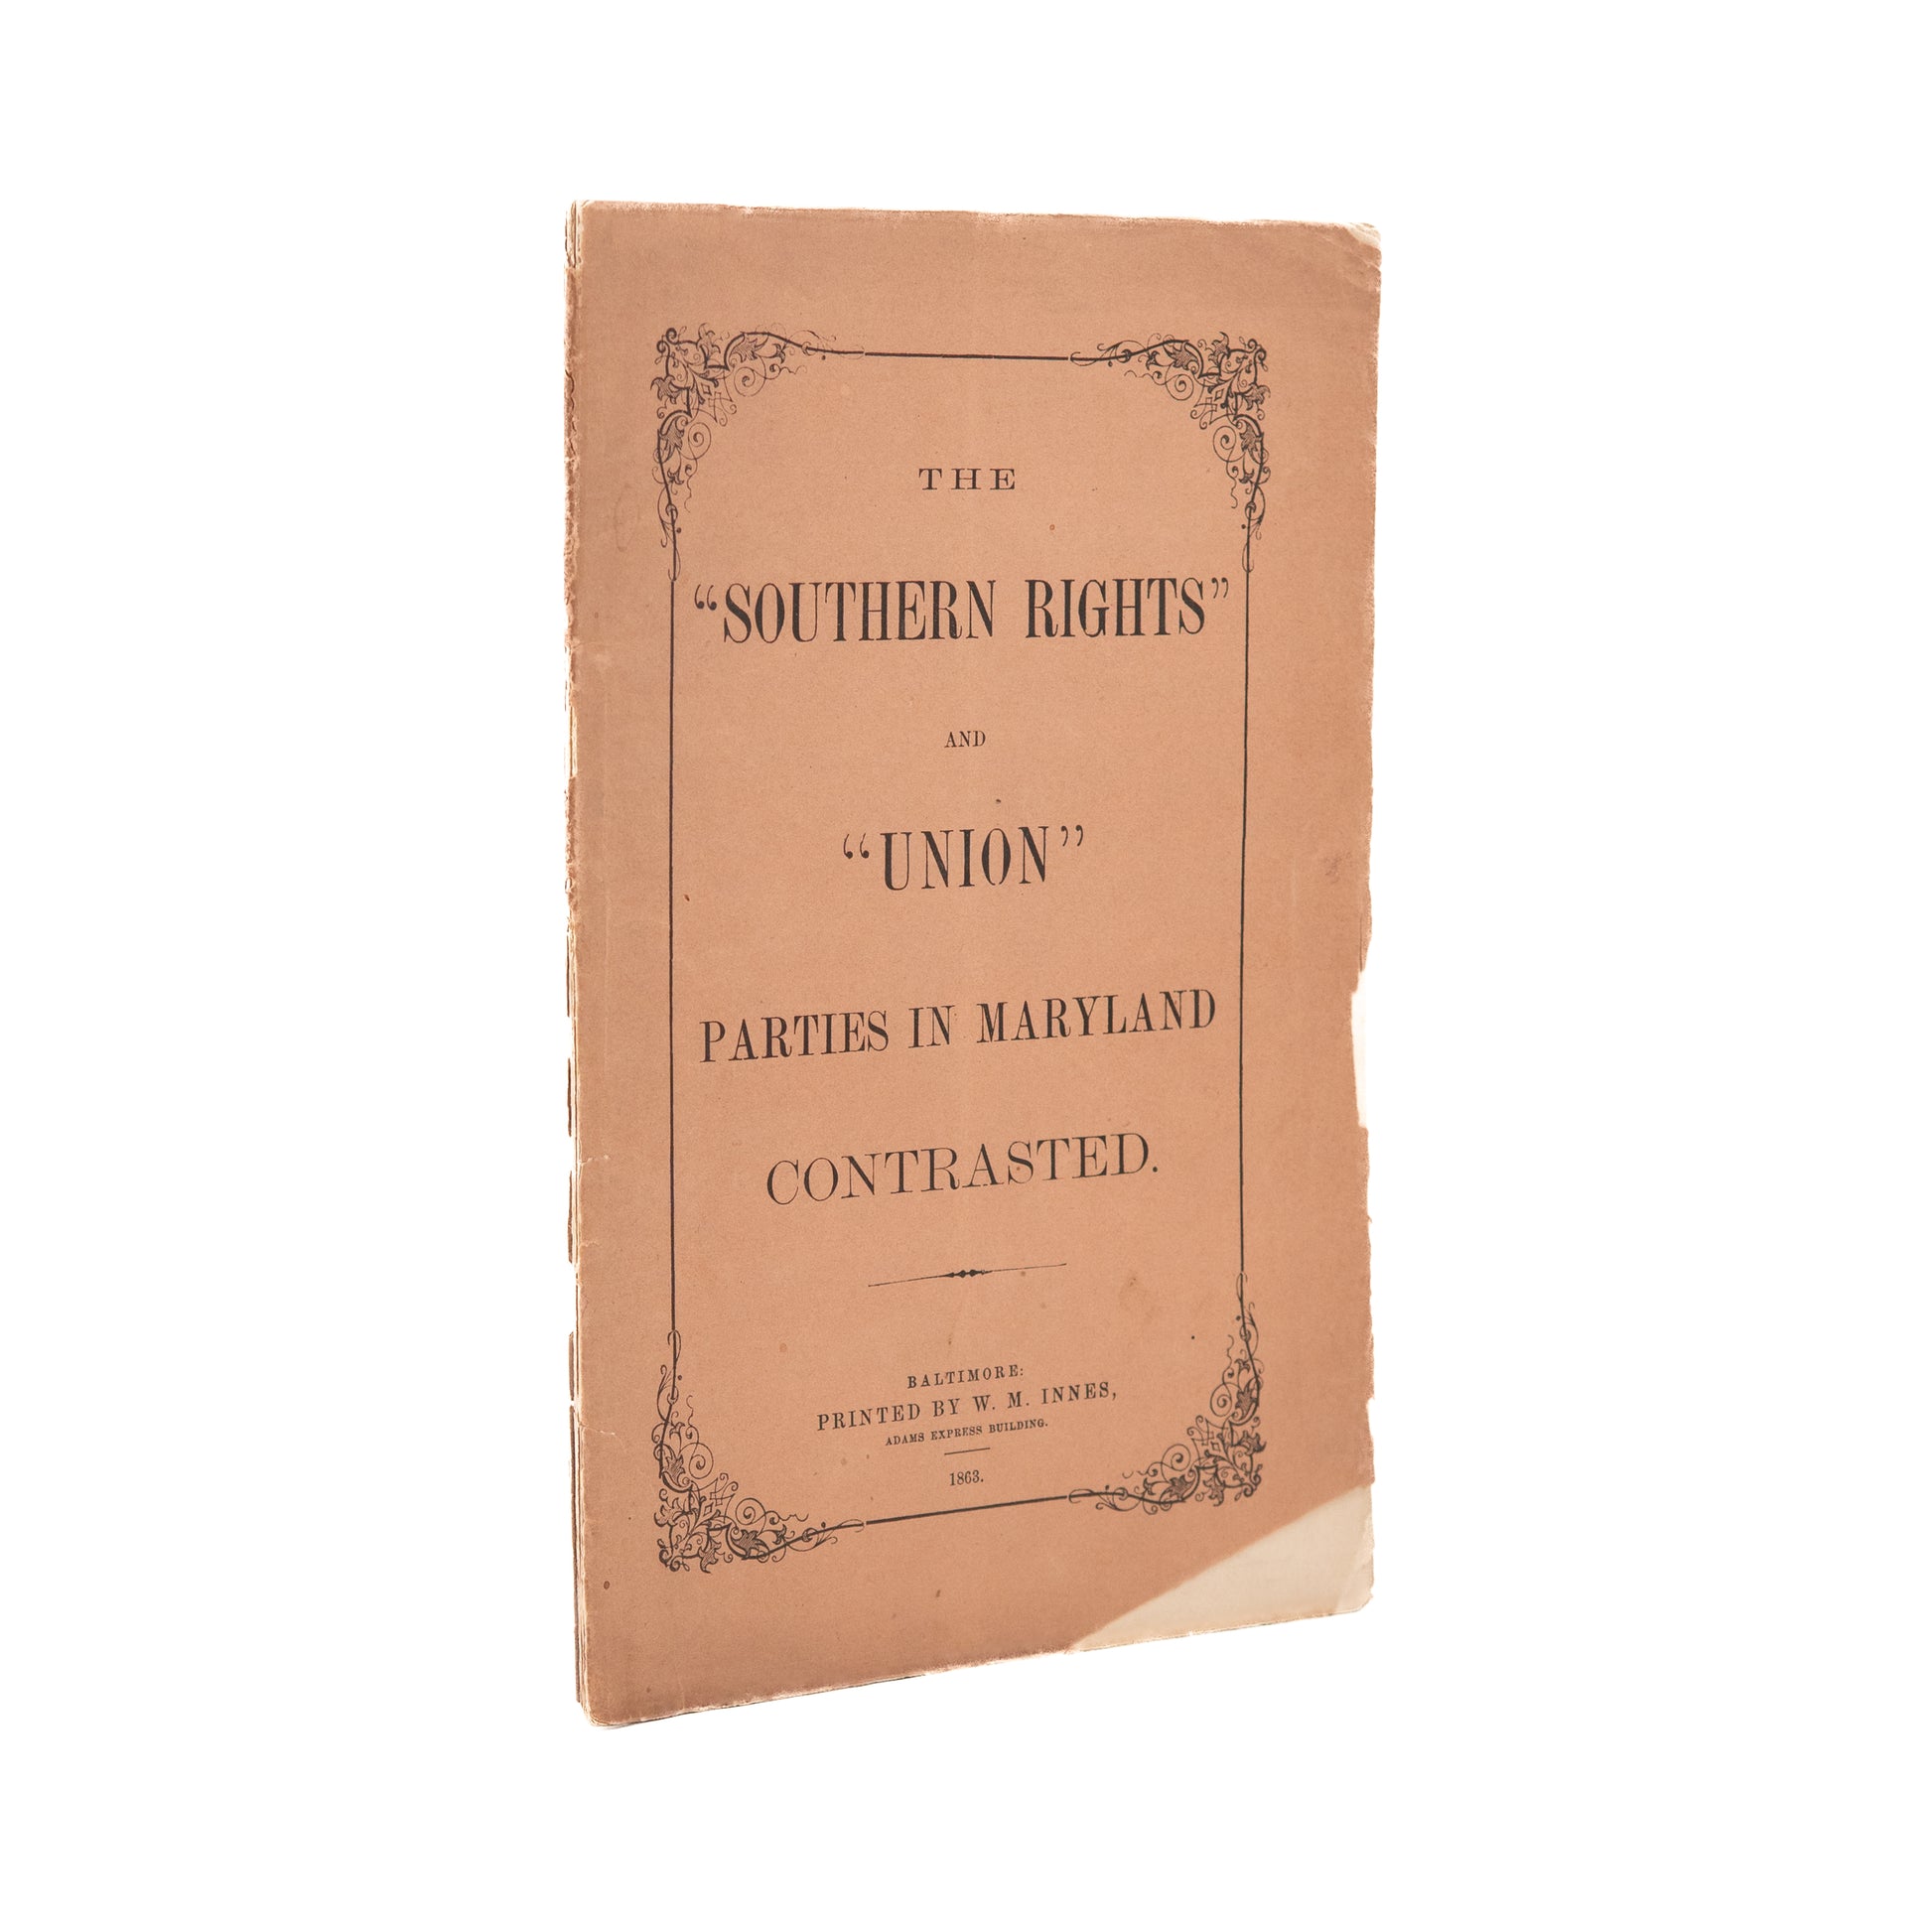 THE
“SOUTHERN RIGHTS”
AND
“UNION”
PARTIES IN MARYLAND
CONTRASTED.
BALTIMORE:
PRINTED BY W. M. INNES,
ADAMS EXPRESS BUILDING.
1863.